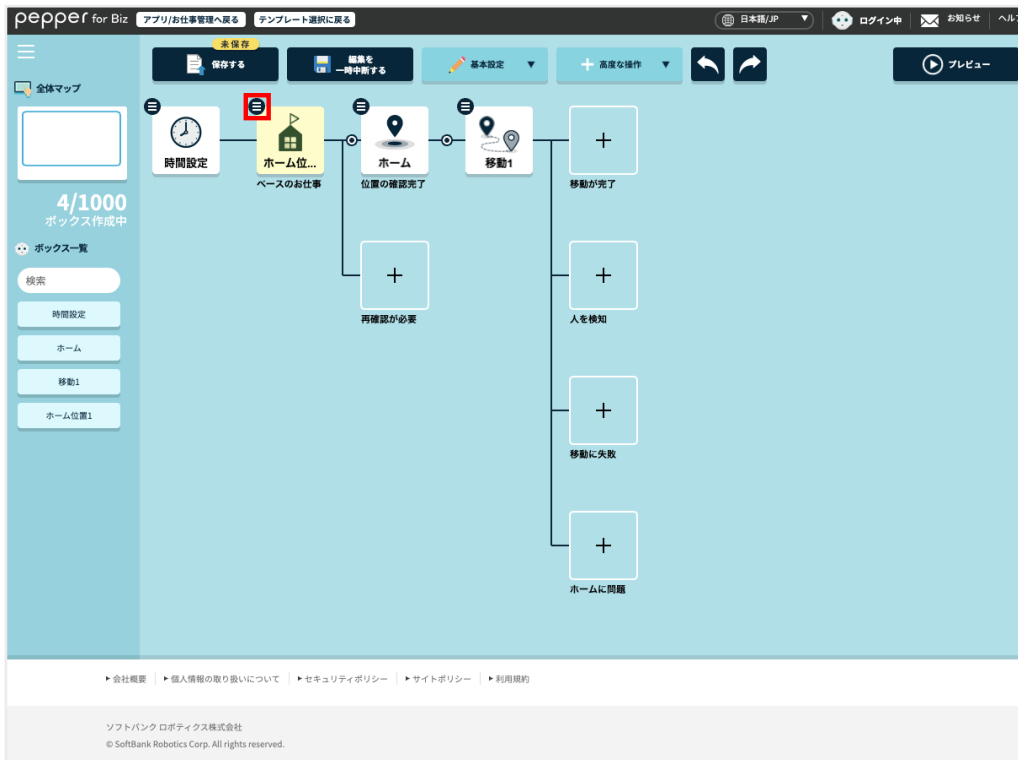 pepper for Biz アプリ/お仕事管理へ戻る テンプレート選択に戻る 日本語/JP ▼ ログイン中 お知らせ ヘル
未保存
保存する
編集を
一時中断する
基本設定 ▼
高度な操作 ▼
プレビュー
全体マップ
4/1000
ボックス作成中
ボックス一覧
検索
時間設定
ホーム
移動1
ホーム位置1
時間設定
ホーム位...
ベースのお仕事
ホーム
位置の確認完了
移動1
移動が完了
再確認が必要
人を検知
移動に失敗
ホームに問題
会社概要 個人情報の取り扱いについて セキュリティポリシー サイトポリシー 利用規約
ソフトバンク ロボティクス株式会社
© SoftBank Robotics Corp. All rights reserved.